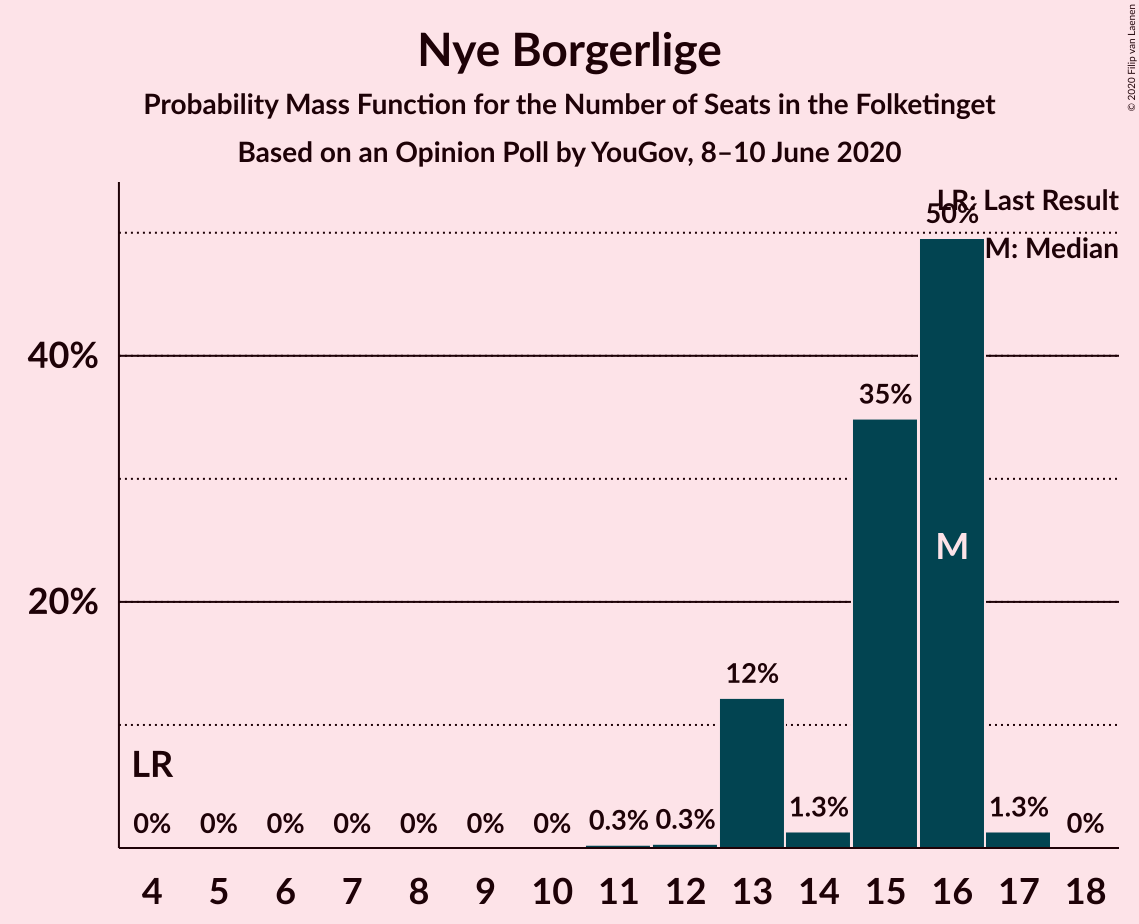 Nye Borgerlige
Probability Mass Function for the Number of Seats in the Folketinget
Based on an Opinion Poll by YouGov, 8–10 June 2020
© 2020 Filip van Laenen
LR: Last Result
M: Median
50%
40%
35%
M
20%
12%
LR
0% 0% 0% 0% 0% 0% 0% 0.3% 0.3% 1.3% 1.3% 0%
4 5 6 7 8 9 10 11 12 13 14 15 16 17 18